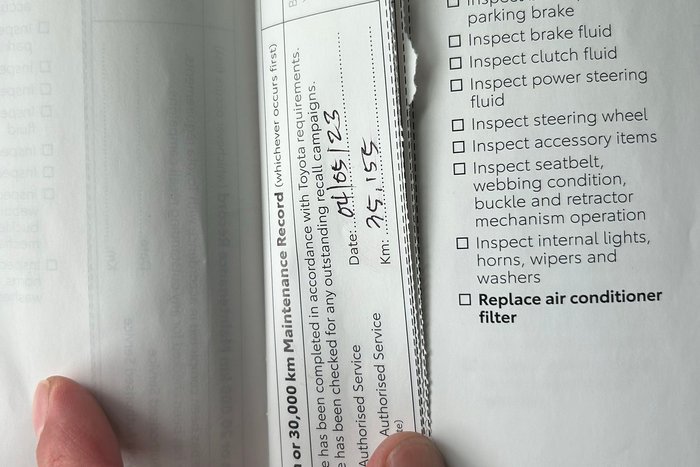 or 30,000 km Maintenance Record (whichever occurs first)
e has been completed in accordance with Toyota requirements.
e has been checked for any outstanding recall campaigns.
Authorised Service Date: 04/05/23
Authorised Service Km: 35,155
te)
Inspect
parking brake
Inspect brake fluid
Inspect clutch fluid
Inspect power steering
fluid
Inspect steering wheel
Inspect accessory items
Inspect seatbelt,
webbing condition,
buckle and retractor
mechanism operation
Inspect internal lights,
horns, wipers and
washers
Replace air conditioner
filter